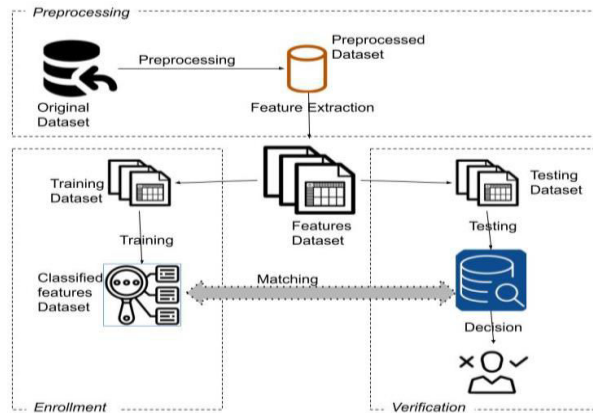 Preprocessing
Preprocessing
Preprocessed
Dataset
Original
Dataset
Feature Extraction
Training
Dataset
Features
Dataset
Testing
Dataset
Training
Testing
Classified
features
Dataset
Matching
Decision
Enrollment
Verification